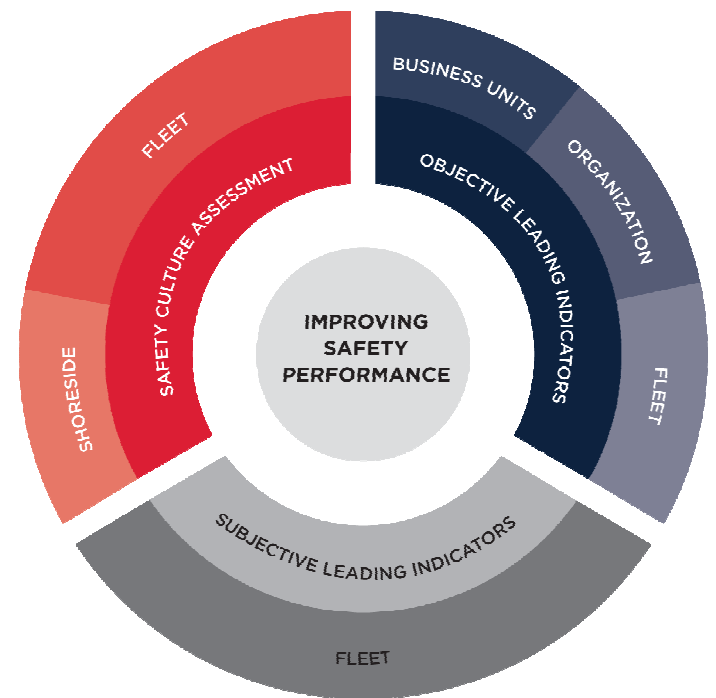 FLEET
SAFETY CULTURE ASSESSMENT
SHORESIDE
BUSINESS UNITS
OBJECTIVE LEADING INDICATORS
ORGANIZATION
FLEET
IMPROVING
SAFETY
PERFORMANCE
SUBJECTIVE LEADING INDICATORS
FLEET